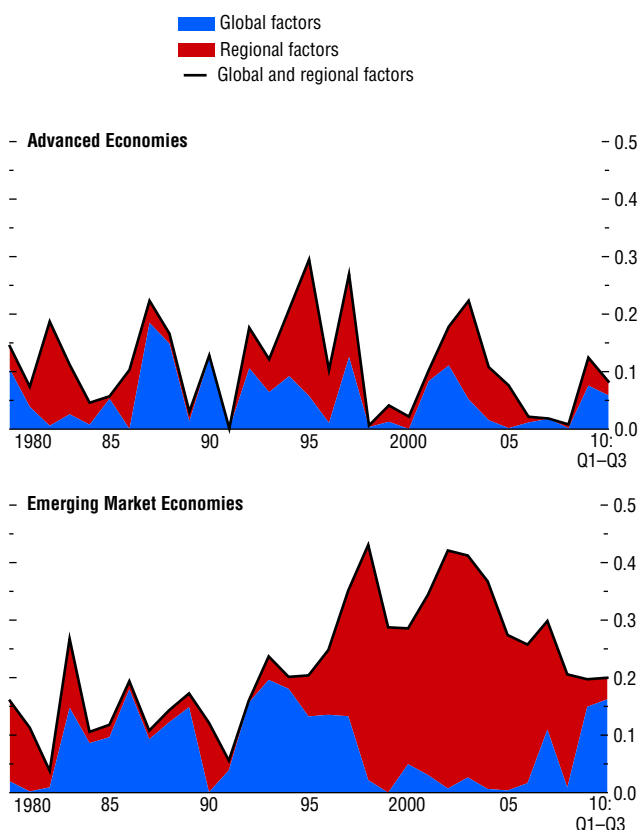 Global factors
Regional factors
Global and regional factors
Advanced Economies
0.5
0.4
0.3
0.2
0.1
0.0
1980 85 90 95 2000 05 10:
Q1–Q3
Emerging Market Economies
0.5
0.4
0.3
0.2
0.1
0.0
1980 85 90 95 2000 05 10:
Q1–Q3